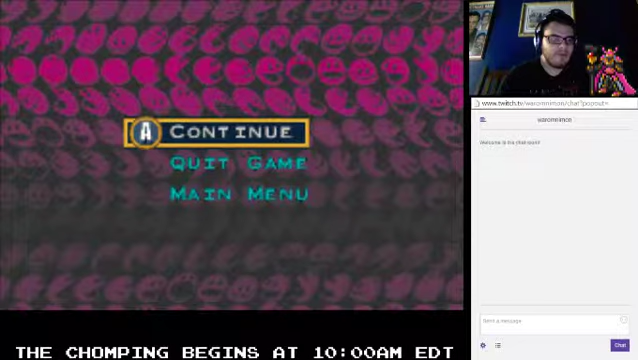 A CONTINUE
QUIT GAME
MAIN MENU
THE CHOMPING BEGINS AT 10:00AM EDT
Welcome to the chat room!
Send a message
Chat